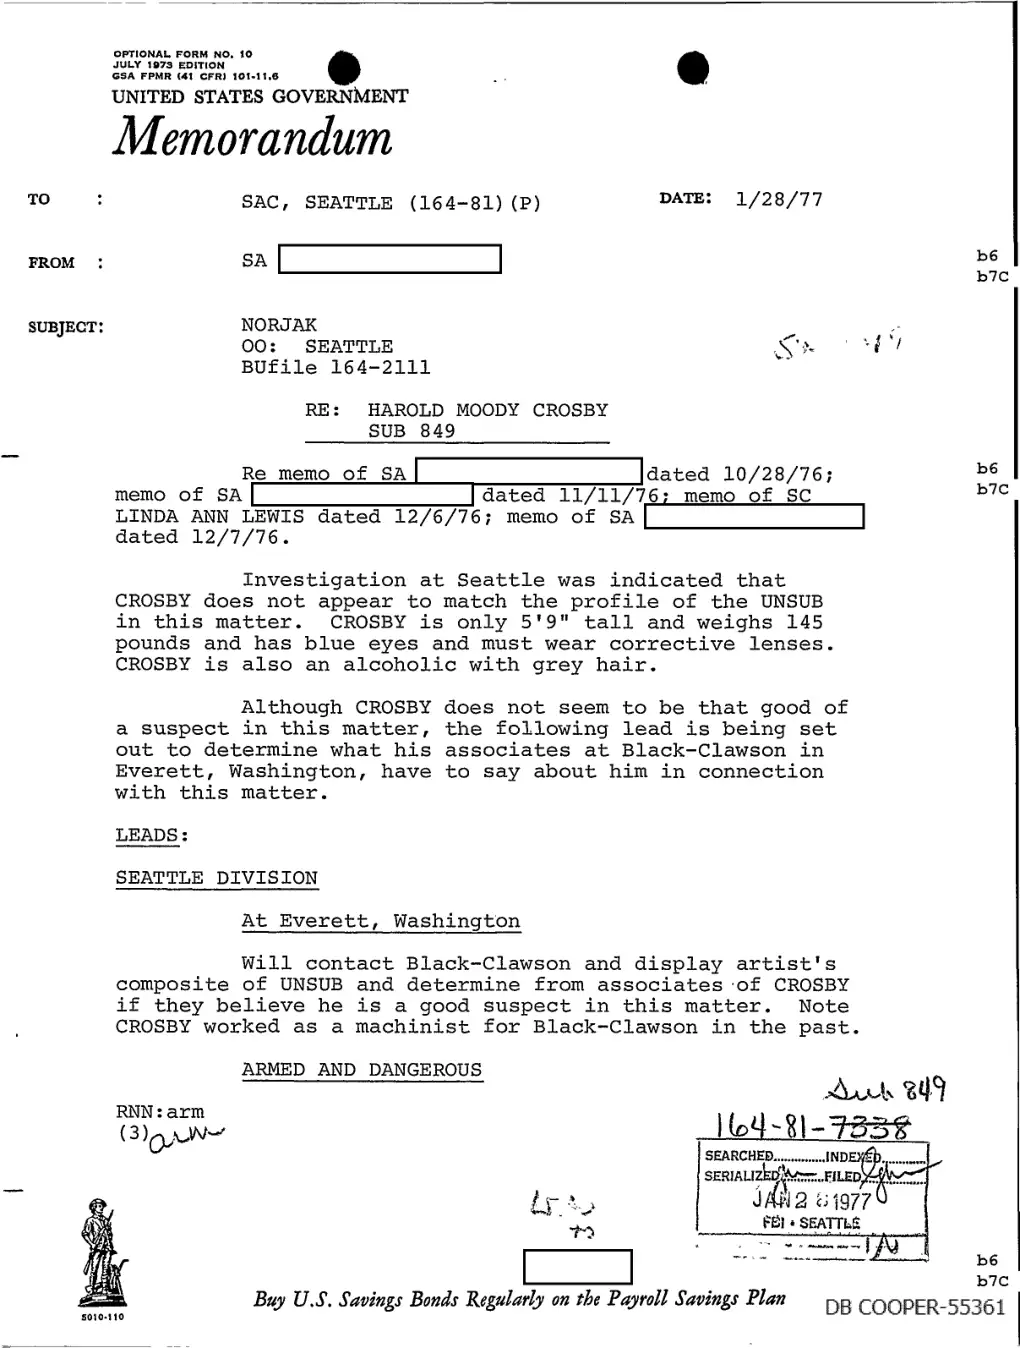 OPTIONAL FORM NO. 10
JULY 1973 EDITION
GSA FPMR (41 CFR) 101-11.6
UNITED STATES GOVERNMENT
Memorandum
TO : SAC, SEATTLE (164-81)(P) DATE: 1/28/77
FROM : SA b6
b7C
SUBJECT: NORJAK
OO: SEATTLE
BUfile 164-2111
RE: HAROLD MOODY CROSBY
SUB 849
Re memo of SA dated 10/28/76; b6
memo of SA dated 11/11/76; memo of SC b7C
LINDA ANN LEWIS dated 12/6/76; memo of SA
dated 12/7/76.
Investigation at Seattle was indicated that
CROSBY does not appear to match the profile of the UNSUB
in this matter. CROSBY is only 5'9" tall and weighs 145
pounds and has blue eyes and must wear corrective lenses.
CROSBY is also an alcoholic with grey hair.
Although CROSBY does not seem to be that good of
a suspect in this matter, the following lead is being set
out to determine what his associates at Black-Clawson in
Everett, Washington, have to say about him in connection
with this matter.
LEADS:
SEATTLE DIVISION
At Everett, Washington
Will contact Black-Clawson and display artist's
composite of UNSUB and determine from associates of CROSBY
if they believe he is a good suspect in this matter. Note
CROSBY worked as a machinist for Black-Clawson in the past.
ARMED AND DANGEROUS
Sub 849
RNN:arm
(3) arm
164-81-7338
SEARCHED..............INDEXED............
SERIALIZED............FILED...............
JAN 28 1977
FBI • SEATTLE
b6
b7C
Buy U.S. Savings Bonds Regularly on the Payroll Savings Plan
5010-110
DB COOPER-55361